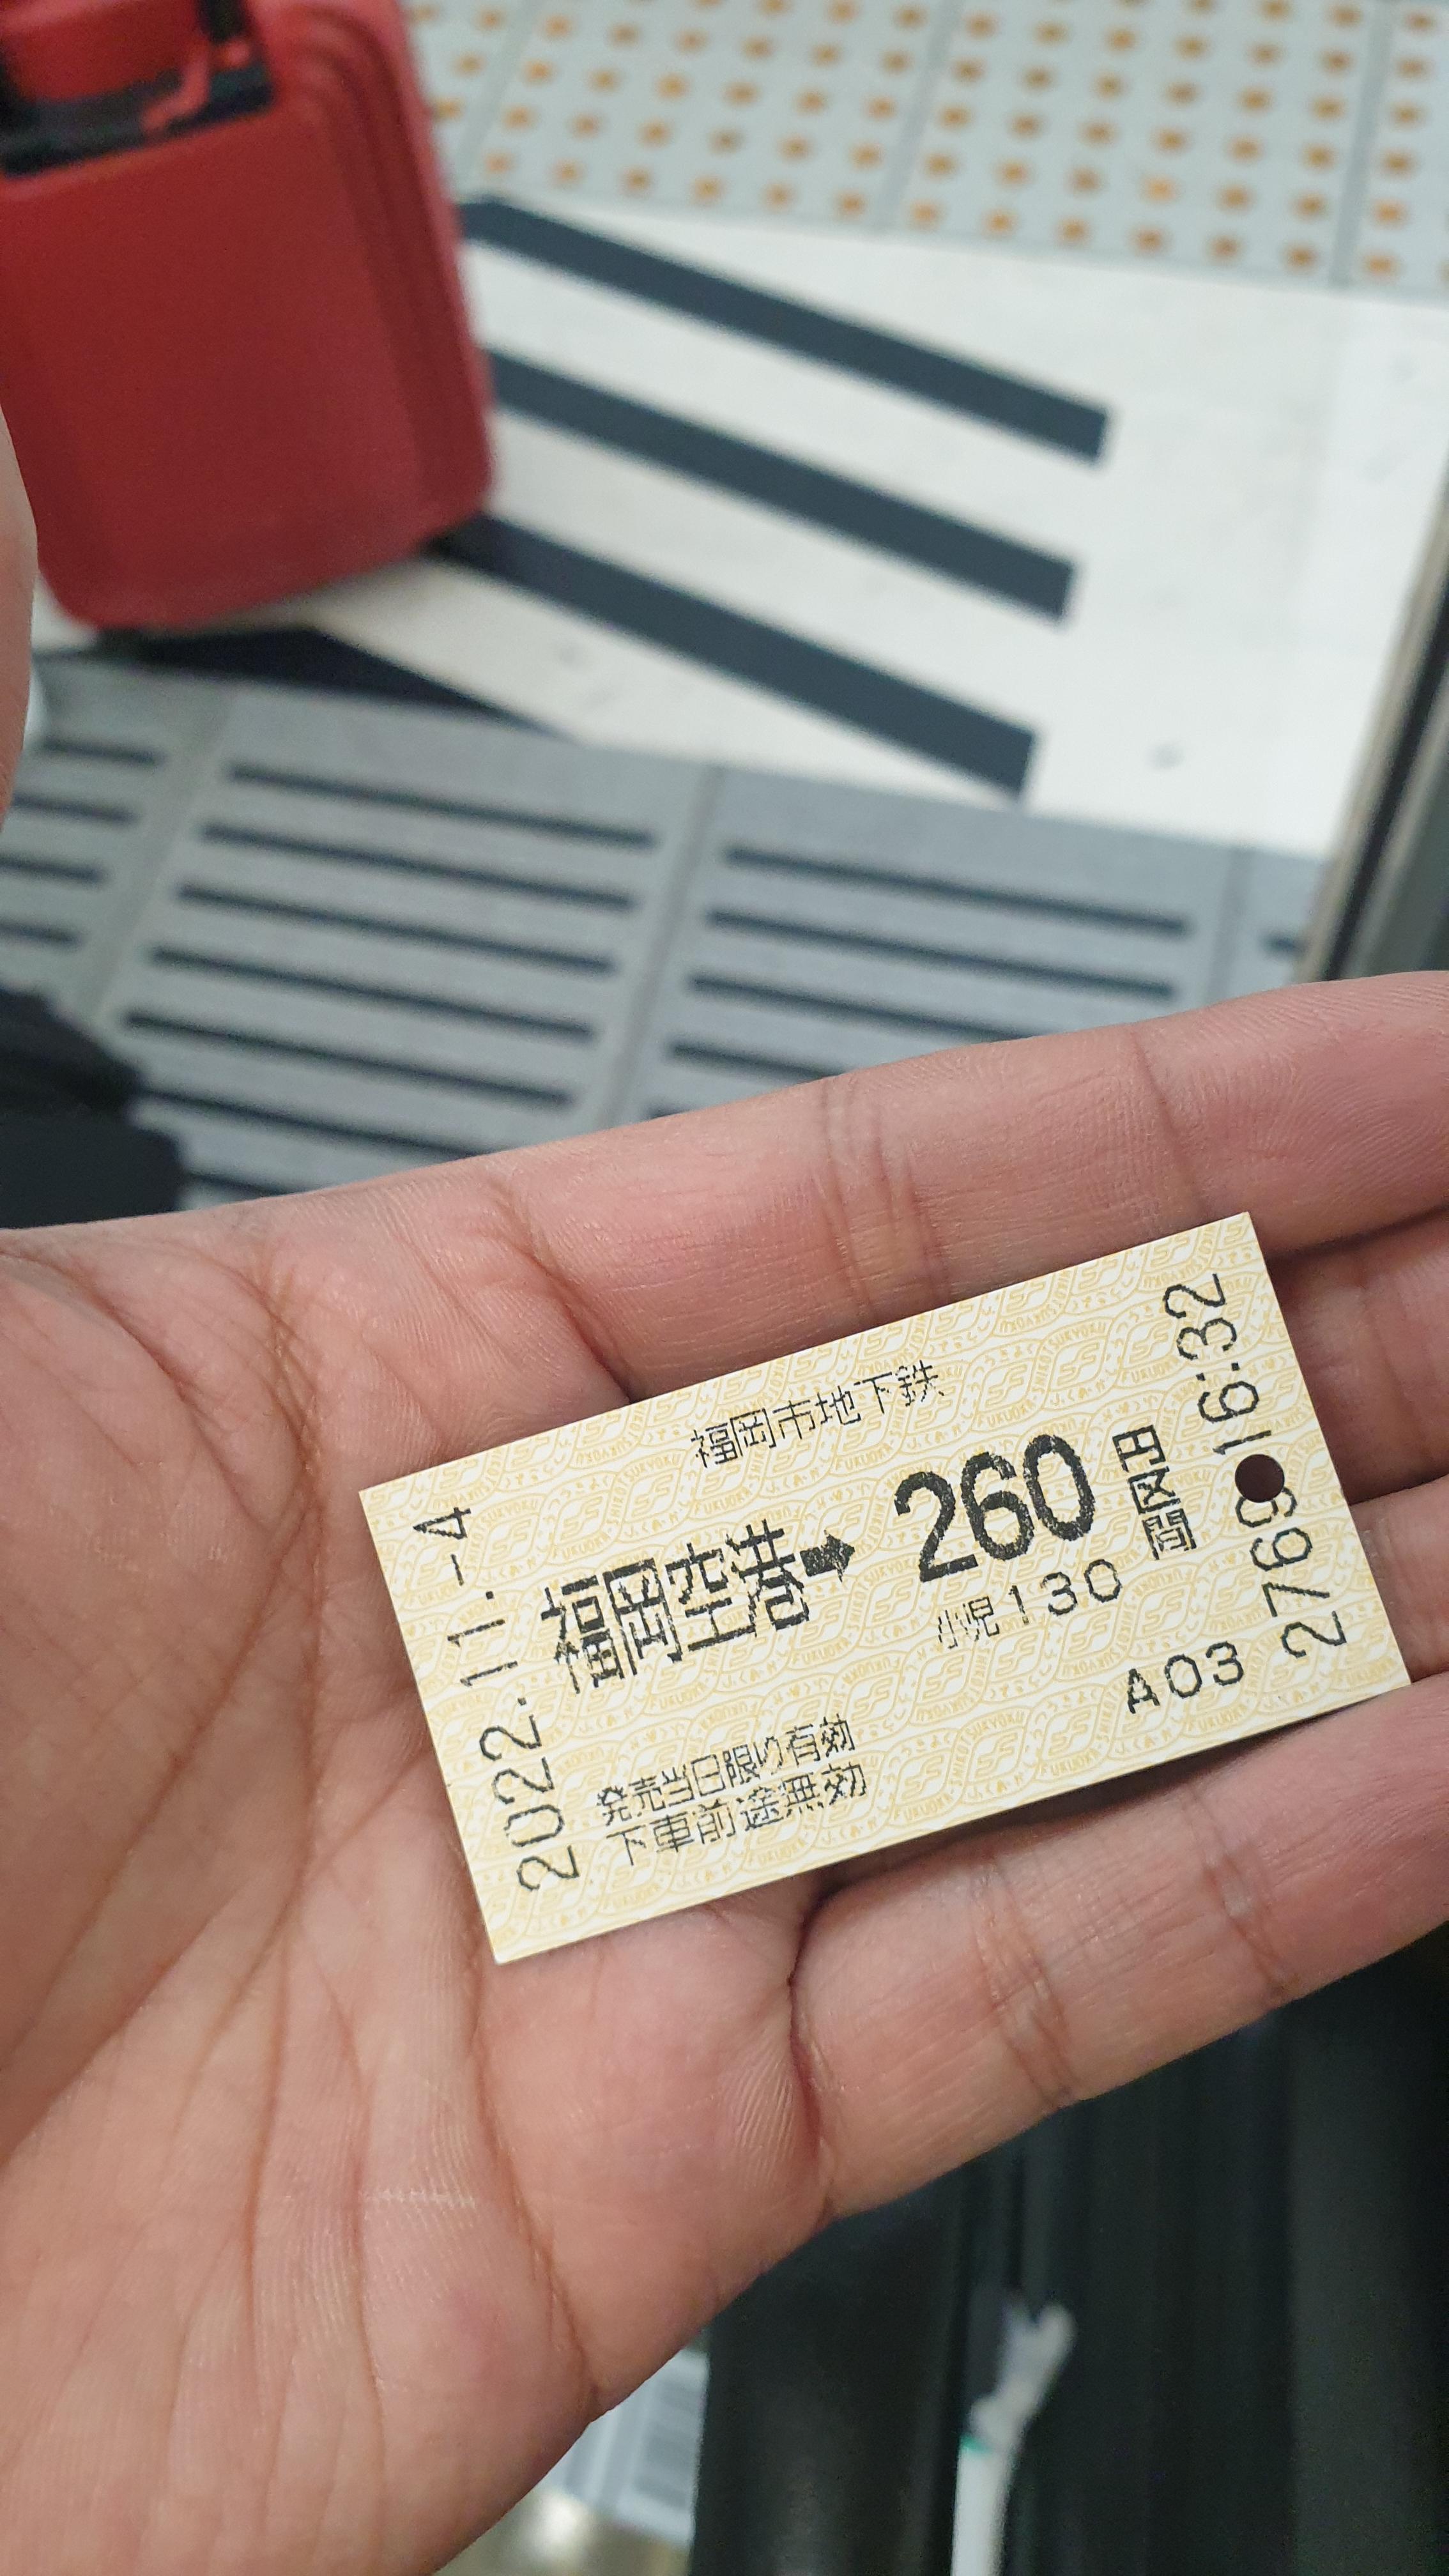 福岡市地下鉄
福岡空港➡260円区間
小児130
発売当日限り有効
下車前途無効
A03
2022.11.-4
2769 16:32